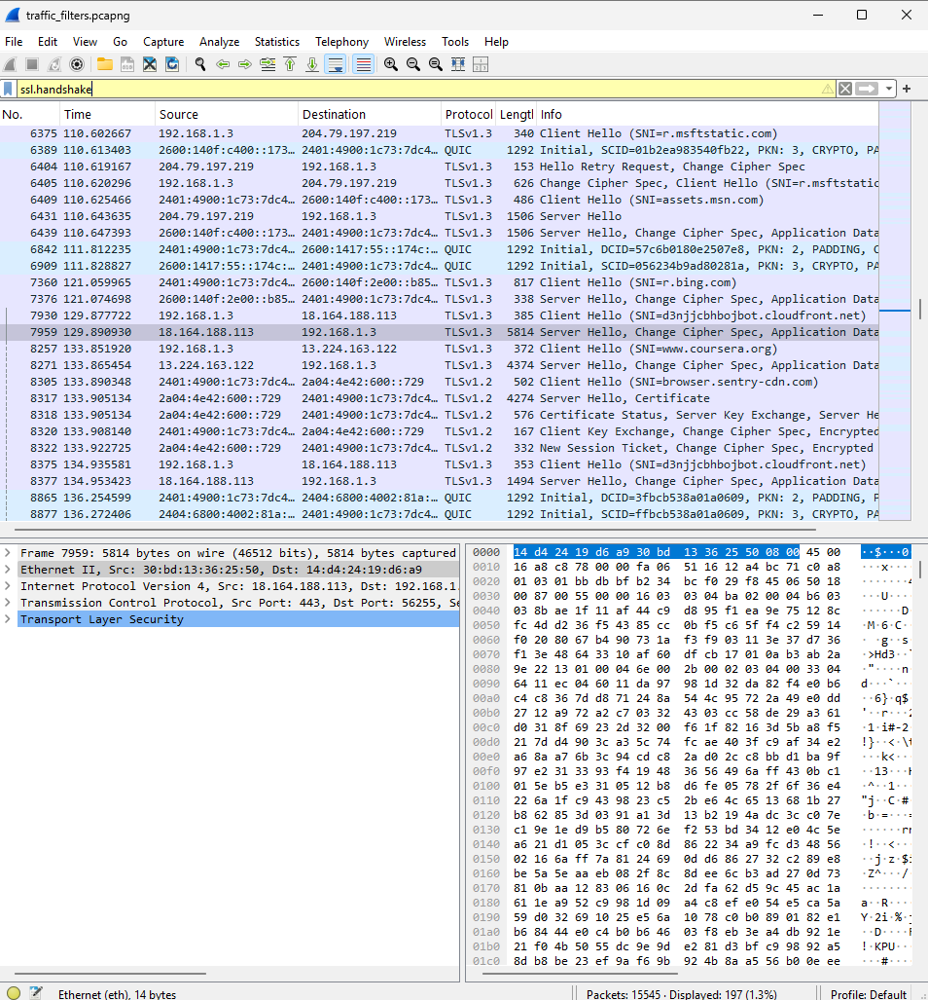 traffic_filters.pcapng
File Edit View Go Capture Analyze Statistics Telephony Wireless Tools Help
ssl.handshake
No. Time Source Destination Protocol Lengtl Info
6375 110.602667 192.168.1.3 204.79.197.219 TLSv1.3 340 Client Hello (SNI=r.msftstatic.com)
6389 110.613403 2600:140f:c400::173… 2401:4900:1c73:7dc4… QUIC 1292 Initial, SCID=01b2ea983540fb22, PKN: 3, CRYPTO, PA
6404 110.619167 204.79.197.219 192.168.1.3 TLSv1.3 153 Hello Retry Request, Change Cipher Spec
6405 110.620296 192.168.1.3 204.79.197.219 TLSv1.3 626 Change Cipher Spec, Client Hello (SNI=r.msftstatic
6409 110.625466 2401:4900:1c73:7dc4… 2600:140f:c400::173… TLSv1.3 486 Client Hello (SNI=assets.msn.com)
6431 110.643635 204.79.197.219 192.168.1.3 TLSv1.3 1506 Server Hello
6439 110.647393 2600:140f:c400::173… 2401:4900:1c73:7dc4… TLSv1.3 1506 Server Hello, Change Cipher Spec, Application Data
6842 111.812235 2401:4900:1c73:7dc4… 2600:1417:55::174c:… QUIC 1292 Initial, DCID=57c6b0180e2507e8, PKN: 2, PADDING, C
6909 111.828827 2600:1417:55::174c:… 2401:4900:1c73:7dc4… QUIC 1292 Initial, SCID=056234b9ad80281a, PKN: 3, CRYPTO, PA
7360 121.059965 2401:4900:1c73:7dc4… 2600:140f:2e00::b85… TLSv1.3 817 Client Hello (SNI=r.bing.com)
7376 121.074698 2600:140f:2e00::b85… 2401:4900:1c73:7dc4… TLSv1.3 338 Server Hello, Change Cipher Spec, Application Data
7930 129.877722 192.168.1.3 18.164.188.113 TLSv1.3 385 Client Hello (SNI=d3njjcbhbojbot.cloudfront.net)
7959 129.890930 18.164.188.113 192.168.1.3 TLSv1.3 5814 Server Hello, Change Cipher Spec, Application Data
8257 133.851920 192.168.1.3 13.224.163.122 TLSv1.3 372 Client Hello (SNI=www.coursera.org)
8271 133.865454 13.224.163.122 192.168.1.3 TLSv1.3 4374 Server Hello, Change Cipher Spec, Application Data
8305 133.890348 2401:4900:1c73:7dc4… 2a04:4e42:600::729 TLSv1.2 502 Client Hello (SNI=browser.sentry-cdn.com)
8317 133.905134 2a04:4e42:600::729 2401:4900:1c73:7dc4… TLSv1.2 4274 Server Hello, Certificate
8318 133.905134 2a04:4e42:600::729 2401:4900:1c73:7dc4… TLSv1.2 576 Certificate Status, Server Key Exchange, Server He
8320 133.908140 2401:4900:1c73:7dc4… 2a04:4e42:600::729 TLSv1.2 167 Client Key Exchange, Change Cipher Spec, Encrypted
8322 133.922725 2a04:4e42:600::729 2401:4900:1c73:7dc4… TLSv1.2 332 New Session Ticket, Change Cipher Spec, Encrypted
8375 134.935581 192.168.1.3 18.164.188.113 TLSv1.3 353 Client Hello (SNI=d3njjcbhbojbot.cloudfront.net)
8377 134.953423 18.164.188.113 192.168.1.3 TLSv1.3 1494 Server Hello, Change Cipher Spec, Application Data
8865 136.254599 2401:4900:1c73:7dc4… 2404:6800:4002:81a:… QUIC 1292 Initial, DCID=3fbcb538a01a0609, PKN: 2, PADDING, P
8877 136.272406 2404:6800:4002:81a:… 2401:4900:1c73:7dc4… QUIC 1292 Initial, SCID=ffbcb538a01a0609, PKN: 3, CRYPTO, PA
Frame 7959: 5814 bytes on wire (46512 bits), 5814 bytes captured
Ethernet II, Src: 30:bd:13:36:25:50, Dst: 14:d4:24:19:d6:a9
Internet Protocol Version 4, Src: 18.164.188.113, Dst: 192.168.1.
Transmission Control Protocol, Src Port: 443, Dst Port: 56255, Se
Transport Layer Security
0000 14 d4 24 19 d6 a9 30 bd 13 36 25 50 08 00 45 00 ··$···0
0010 16 a8 c8 78 00 00 fa 06 51 16 12 a4 bc 71 c0 a8 ···x····
0020 01 03 01 bb db bf b2 34 bc f0 29 f8 45 06 50 18 ·······4
0030 00 87 00 55 00 00 16 03 03 04 ba 02 00 04 b6 03 ···U····
0040 03 8b ae 1f 11 af 44 c9 d8 95 f1 ea 9e 75 12 8c ······D·
0050 fc 4d d2 36 f5 43 85 cc 0b f5 c6 5f f4 c2 59 14 ·M·6·C··
0060 f0 20 80 67 b4 90 73 1a f3 f9 03 11 3e 37 d7 36 · ·g··s·
0070 f1 3e 48 64 33 10 af 60 df cb 17 01 0a b3 ab 2a ·>Hd3··`
0080 9e 22 13 01 00 04 6e 00 2b 00 02 03 04 00 33 04 ·"····n·
0090 64 11 ec 04 60 11 da 97 98 1d 32 da 82 f4 e0 b6 d···`···
00a0 c4 c8 36 7d d8 71 24 8a 54 4c 95 72 2a 49 e0 dd ··6}·q$·
00b0 27 12 a9 72 a2 c7 03 32 43 03 cc 58 de 29 a3 61 '··r···2
00c0 d0 31 8f 69 23 2d 32 00 f6 1f 82 16 3d 5b a8 f5 ·1·i#-2·
00d0 21 7d d4 90 3c a3 5c 74 fc ae 40 3f c9 af 34 e2 !}··<·\t
00e0 a6 8a a7 6b 3c 94 cd c8 2a d0 2c c8 bb d1 ba 9f ···k<···
00f0 97 e2 31 33 93 f4 19 48 36 56 49 6a ff 43 0b c1 ··13···H
0100 01 5e b5 e3 31 05 12 b8 d6 fe 05 78 2f 6f 36 e4 ·^··1···
0110 22 6a 1f c9 43 98 23 c5 2b e6 4c 65 13 68 1b 27 "j··C·#·
0120 b8 62 85 3d 03 91 a1 3d 13 b2 19 4a dc 3c c0 7e ·b·=···=
0130 c1 9e 1e d9 b5 80 72 6e f2 53 bd 34 12 e0 4c 5e ······rn
0140 a6 21 d1 05 3c cf c0 8d 86 22 34 a9 fc d3 48 56 ·!··<···
0150 02 16 6a ff 7a 81 24 69 0d d6 86 27 32 c2 89 e8 ··j·z·$i
0160 be 5a 5e aa eb 08 2f 8c 8d ee 6c b3 ad 27 0d 73 ·Z^···/·
0170 81 0b aa 12 83 06 16 0c 2d fa 62 d5 9c 45 ac 1a ········
0180 61 1e a9 52 c9 98 1d 09 a4 c8 ef e0 54 e5 ca 5a a··R····
0190 59 d0 32 69 10 25 e5 6a 10 78 c0 b0 89 01 82 e1 Y·2i·%·j
01a0 b6 84 44 e0 c4 b0 b6 46 03 f8 eb 3e a4 db 92 1e ··D····F
01b0 21 f0 4b 50 55 dc 9e 9d e2 81 d3 bf c9 98 92 a5 !·KPU···
01c0 8d b8 be 23 ef 9a f6 9b 92 4b 8a a5 56 b0 0e ee ···#····
Ethernet (eth), 14 bytes Packets: 15545 · Displayed: 197 (1.3%) Profile: Default